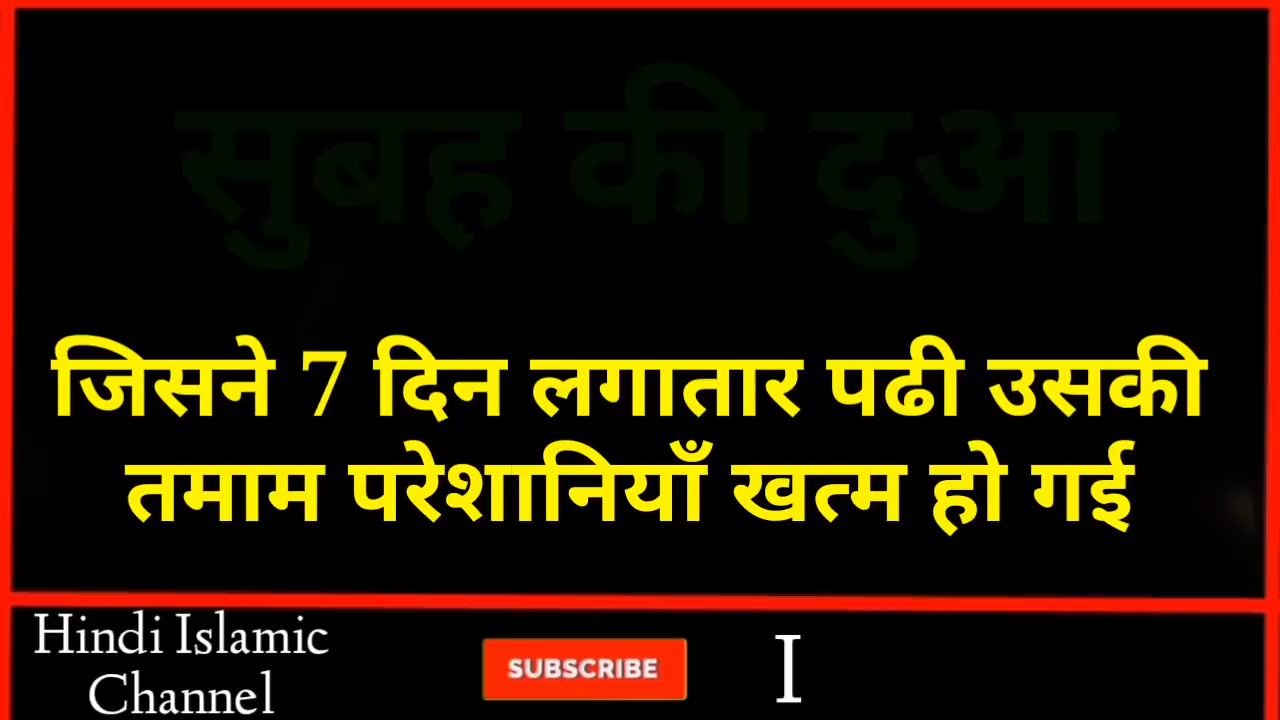 सुबह की दुआ
जिसने 7 दिन लगातार पढी उसकी
तमाम परेशानियाँ खत्म हो गई
Hindi Islamic
Channel
SUBSCRIBE
I